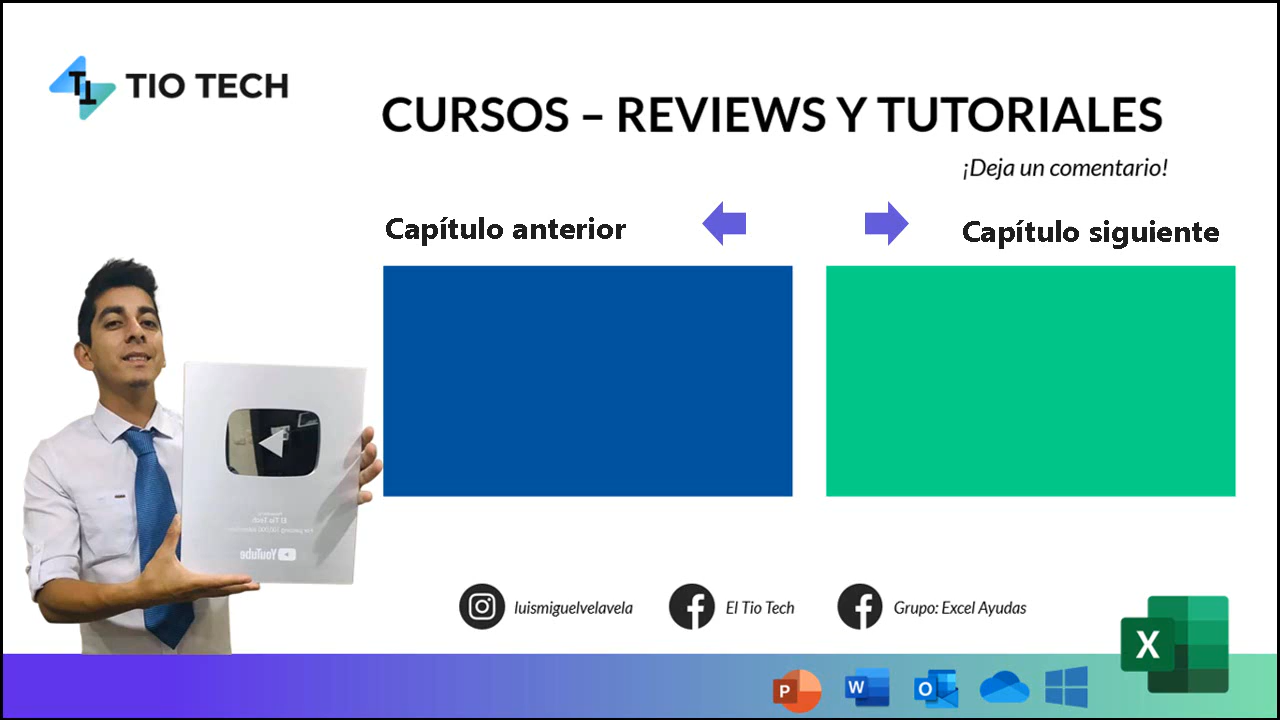 TIO TECH
CURSOS – REVIEWS Y TUTORIALES
¡Deja un comentario!
Capítulo anterior
Capítulo siguiente
El Tio Tech
YouTube
luismiguelvelavela
El Tio Tech
Grupo: Excel Ayudas
X
P
W
O